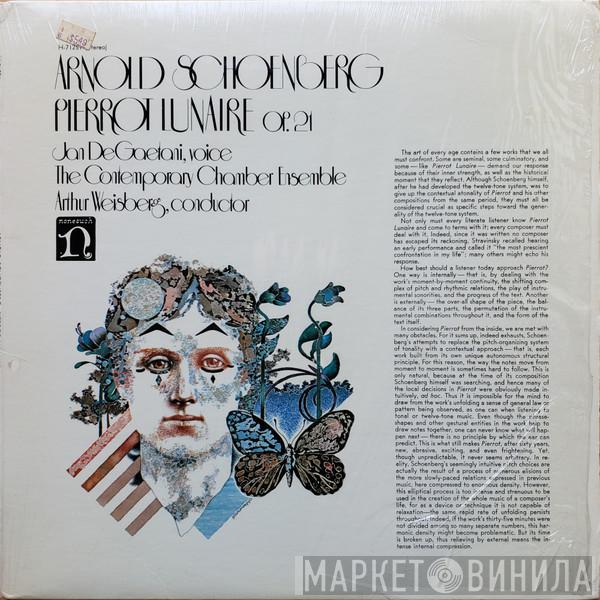 $5.49
H-71251 (stereo)
ARNOLD SCHOENBERG
PIERROT LUNAIRE OP. 21
Jan DeGaetani, voice
The Contemporary Chamber Ensemble
Arthur Weisberg, conductor
nonesuch
n
The art of every age contains a few works that we all
must confront. Some are seminal, some culminatory, and
some — like Pierrot Lunaire — demand our response
because of their inner strength, as well as the historical
moment that they reflect. Although Schoenberg himself,
after he had developed the twelve-tone system, was to
give up the contextual atonality of Pierrot and his other
compositions from the same period, they must all be
considered crucial as specific steps toward the gener-
ality of the twelve-tone system.
Not only must every literate listener know Pierrot
Lunaire and come to terms with it; every composer must
deal with it. Indeed, since it was written no composer
has escaped its reckoning. Stravinsky recalled hearing
an early performance and called it "the most prescient
confrontation in my life"; many others might echo his
response.
How best should a listener today approach Pierrot?
One way is internally — that is, by dealing with the
work's moment-by-moment continuity, the shifting com-
plex of pitch and rhythmic relations, the play of instru-
mental sonorities, and the progress of the text. Another
is externally — the over-all shape of the piece, the bal-
ance of its three parts, the permutation of the instru-
mental combinations throughout it, and the form of the
text itself.
In considering Pierrot from the inside, we are met with
many obstacles. For it sums up, indeed exhausts, Schoen-
berg's attempts to replace the pitch-organizing system
of tonality with a contextual approach — that is, each
work built from its own unique autonomous structural
principle. For this reason, the way the notes move from
moment to moment is sometimes hard to follow. This is
only natural, because at the time of its composition
Schoenberg himself was searching, and hence many of
the local decisions in Pierrot were obviously made in-
tuitively, ad hoc. Thus it is impossible for the mind to
draw from the work's unfolding a sense of general law or
pattern being observed, as one can when listening to
tonal or twelve-tone music. Even though the
shapes and other gestural entities in the work help to
draw notes together, one can never know what will hap-
pen next — there is no principle by which the ear can
predict. This is what still makes Pierrot, after sixty years,
new, abrasive, exciting, and even frightening. Yet,
though unpredictable, it never seems arbitrary. In re-
ality, Schoenberg's seemingly intuitive pitch choices are
actually the result of a process of numerous elisions
of the more slowly-paced relations expressed in previous
music, here compressed to enormous density. However,
this elliptical process is too intense and strenuous to be
used in the creation of the whole music of a composer's
life, for as a device or technique it is not capable of
relaxation — the same rapid rate of unfolding persists
throughout. Indeed, if the work's thirty-five minutes were
not divided among so many separate numbers, this har-
monic density might become problematic. But its time
is broken up, thus relieving by external means the in-
tense internal compression.
МАРКЕТ ВИНИЛА